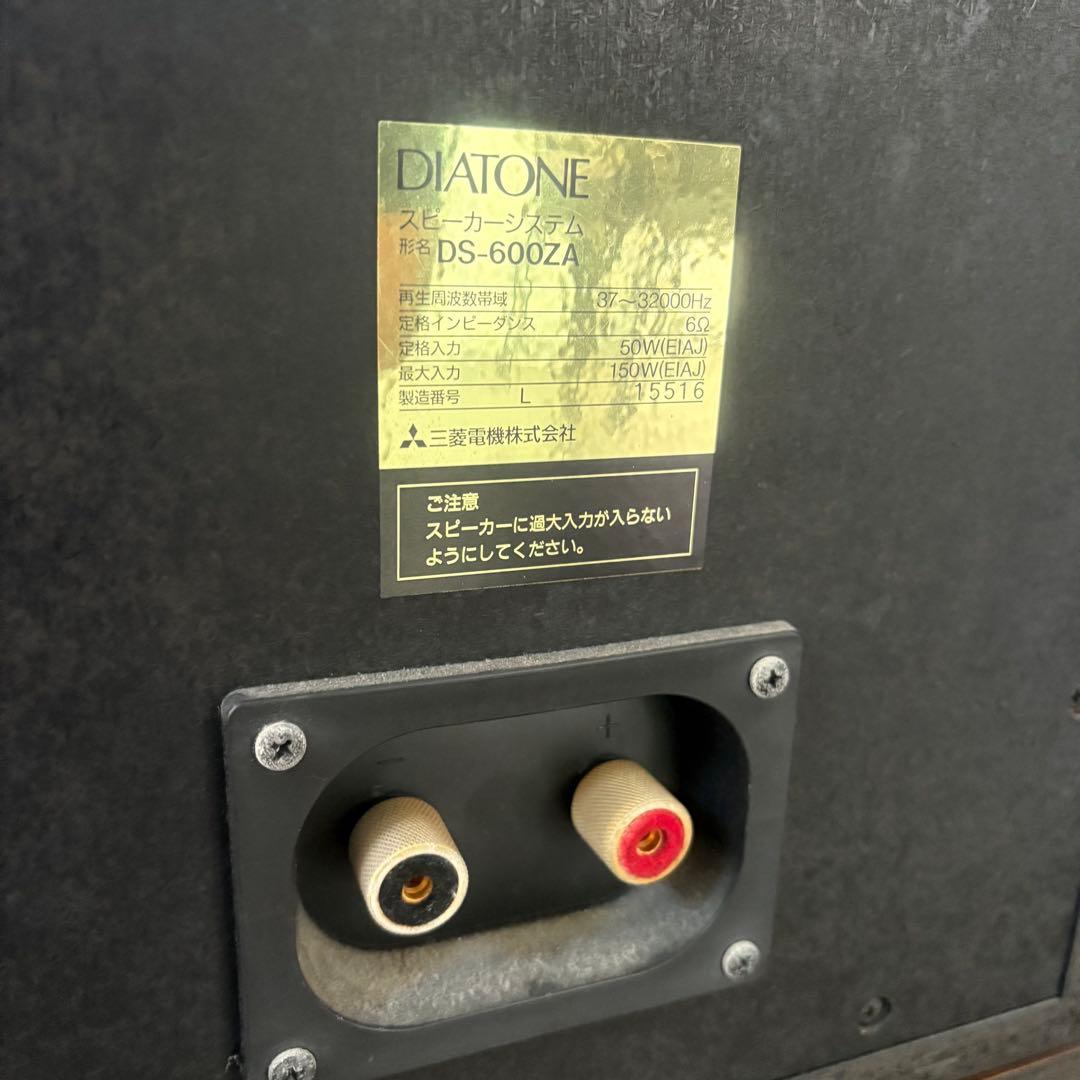 DIATONE
スピーカーシステム
形名 DS-600ZA
再生周波数帯域 37～32000Hz
定格インピーダンス 6Ω
定格入力 50W(EIAJ)
最大入力 150W(EIAJ)
製造番号 L 15516
三菱電機株式会社
ご注意
スピーカーに過大入力が入らない
ようにしてください。
- +